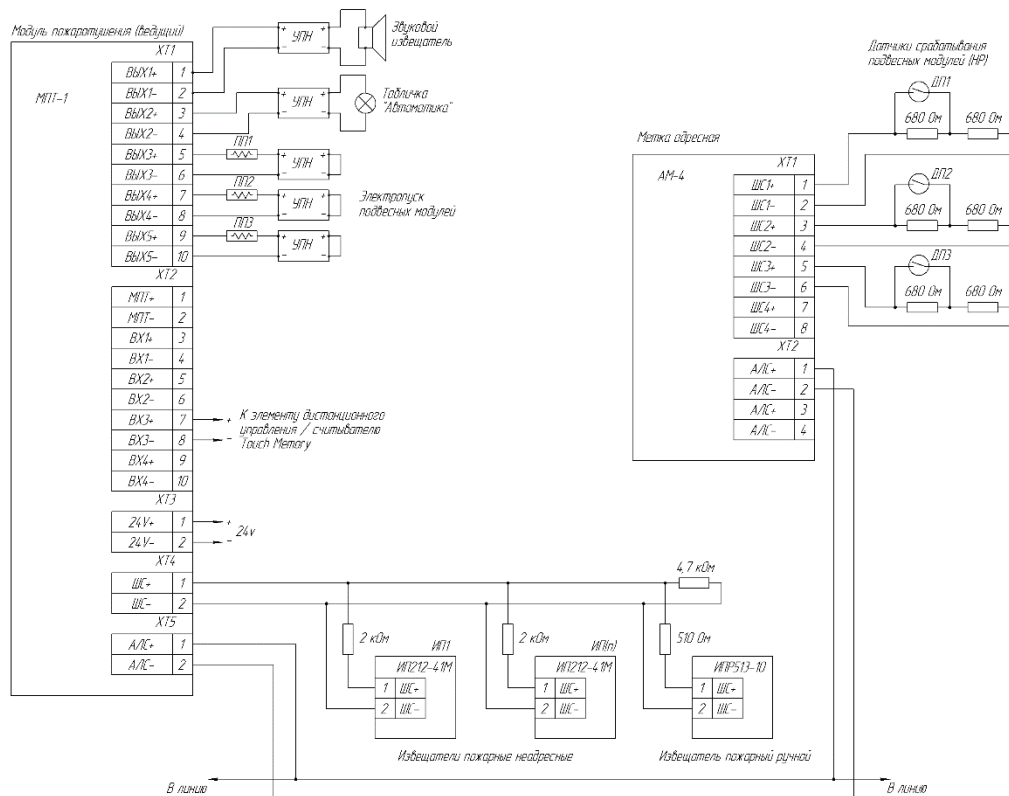 Модуль пожаротушения (ведущий)
МПТ-1
XT1
ВЫХ1+ 1
ВЫХ1- 2
ВЫХ2+ 3
ВЫХ2- 4
ВЫХ3+ 5
ВЫХ3- 6
ВЫХ4+ 7
ВЫХ4- 8
ВЫХ5+ 9
ВЫХ5- 10
XT2
МПТ+ 1
МПТ- 2
ВХ1+ 3
ВХ1- 4
ВХ2+ 5
ВХ2- 6
ВХ3+ 7
ВХ3- 8
ВХ4+ 9
ВХ4- 10
XT3
24V+ 1
24V- 2
XT4
ШС+ 1
ШС- 2
XT5
АЛС+ 1
АЛС- 2
+ УПН +
- -
Звуковой
извещатель
+ УПН +
- -
Табличка
"Автоматика"
ПП1
+ УПН +
- -
ПП2
+ УПН +
- -
ПП3
+ УПН +
- -
Электропуск
подвесных модулей
+
-
К элементу дистанционного
управления / считывателю
Touch Memory
+
-
24v
Метка адресная
АМ-4
XT1
ШС1+ 1
ШС1- 2
ШС2+ 3
ШС2- 4
ШС3+ 5
ШС3- 6
ШС4+ 7
ШС4- 8
XT2
АЛС+ 1
АЛС- 2
АЛС+ 3
АЛС- 4
Датчики срабатывания
подвесных модулей (НР)
ДП1
680 Ом 680 Ом
ДП2
680 Ом 680 Ом
ДП3
680 Ом 680 Ом
4,7 кОм
2 кОм
ИП1
ИП212-41М
1 ШС+
2 ШС-
2 кОм
ИП(n)
ИП212-41М
1 ШС+
2 ШС-
510 Ом
ИПР513-10
1 ШС+
2 ШС-
Извещатели пожарные неадресные
Извещатель пожарный ручной
В линию
В линию